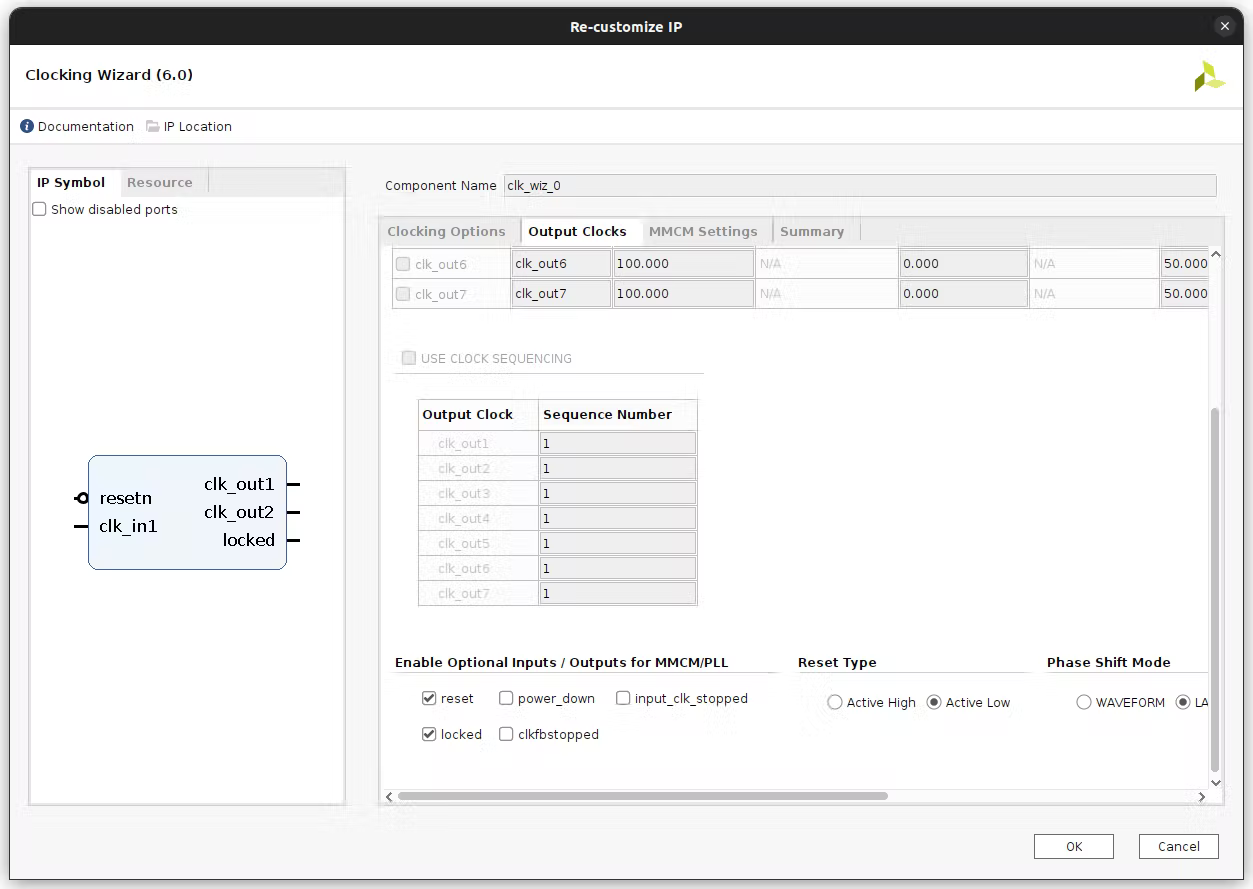 Re-customize IP
Clocking Wizard (6.0)
Documentation IP Location
IP Symbol Resource
Show disabled ports
resetn
clk_in1
clk_out1
clk_out2
locked
Component Name clk_wiz_0
Clocking Options Output Clocks MMCM Settings Summary
clk_out6 clk_out6 100.000 N/A 0.000 N/A 50.000
clk_out7 clk_out7 100.000 N/A 0.000 N/A 50.000
USE CLOCK SEQUENCING
Output Clock Sequence Number
clk_out1 1
clk_out2 1
clk_out3 1
clk_out4 1
clk_out5 1
clk_out6 1
clk_out7 1
Enable Optional Inputs / Outputs for MMCM/PLL Reset Type Phase Shift Mode
reset power_down input_clk_stopped Active High Active Low WAVEFORM LA
locked clkfbstopped
OK Cancel